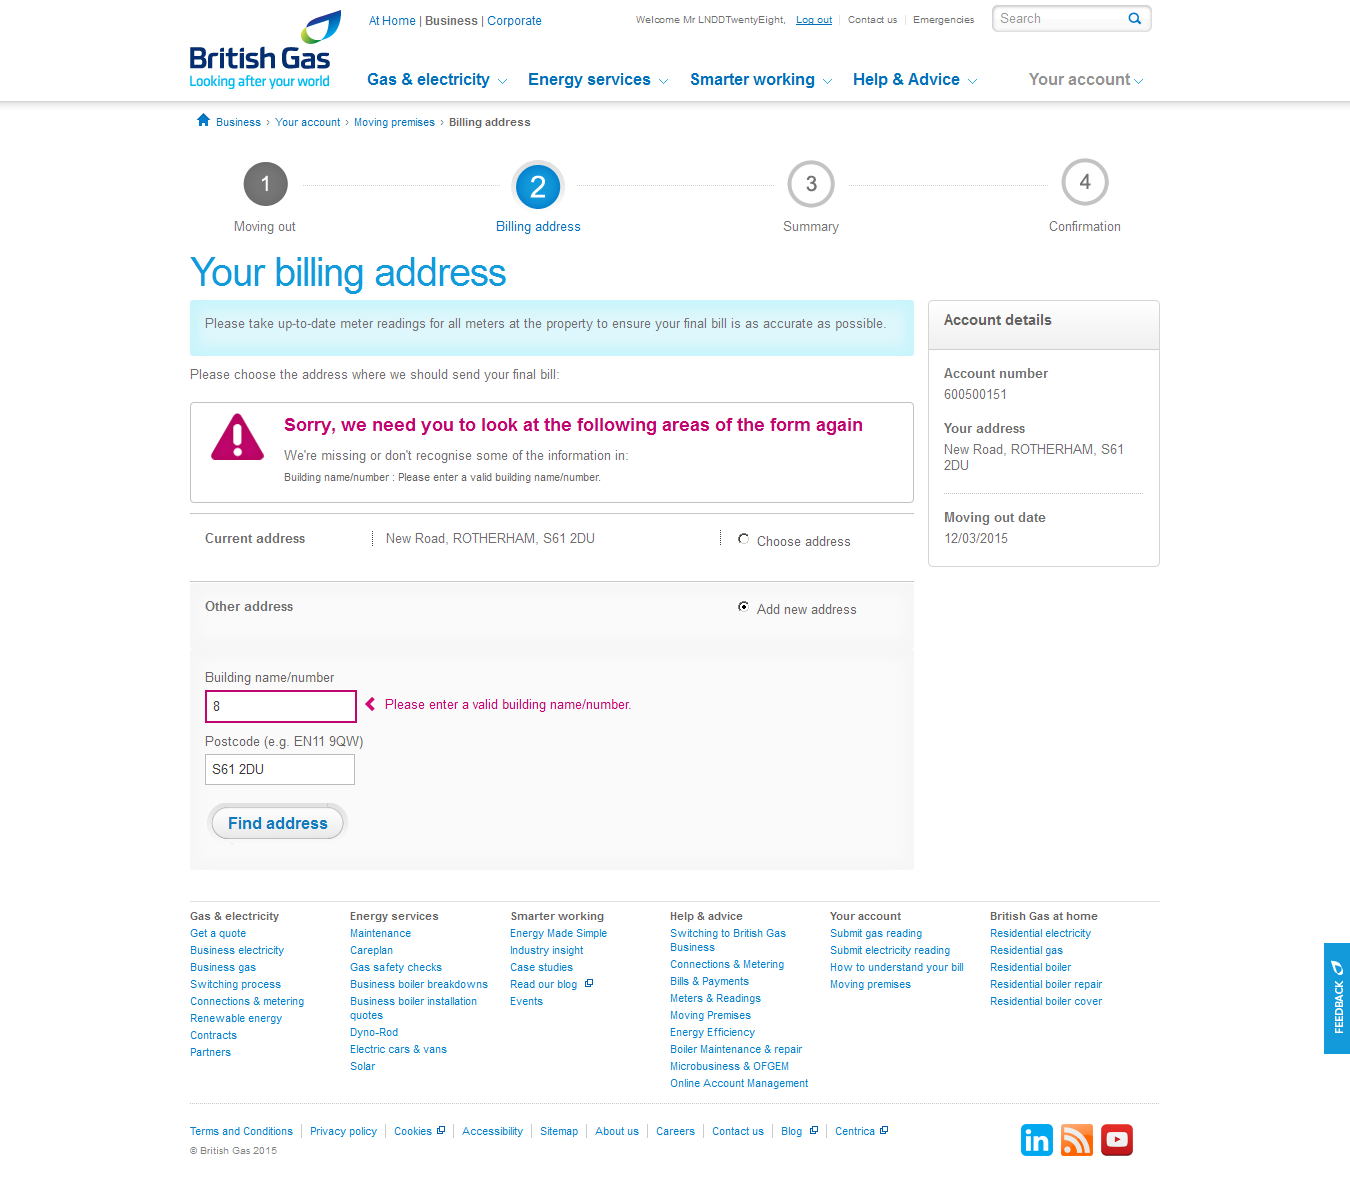 At Home | Business | Corporate
Welcome Mr LNDDTwentyEight, Log out Contact us Emergencies
Search
British Gas
Looking after your world
Gas & electricity Energy services Smarter working Help & Advice Your account
Business › Your account › Moving premises › Billing address
1 2 3 4
Moving out Billing address Summary Confirmation
Your billing address
Please take up-to-date meter readings for all meters at the property to ensure your final bill is as accurate as possible.
Please choose the address where we should send your final bill:
Sorry, we need you to look at the following areas of the form again
We're missing or don't recognise some of the information in:
Building name/number : Please enter a valid building name/number.
Current address New Road, ROTHERHAM, S61 2DU Choose address
Other address Add new address
Building name/number
8 Please enter a valid building name/number.
Postcode (e.g. EN11 9QW)
S61 2DU
Find address
Account details
Account number
600500151
Your address
New Road, ROTHERHAM, S61
2DU
Moving out date
12/03/2015
Gas & electricity
Get a quote
Business electricity
Business gas
Switching process
Connections & metering
Renewable energy
Contracts
Partners
Energy services
Maintenance
Careplan
Gas safety checks
Business boiler breakdowns
Business boiler installation
quotes
Dyno-Rod
Electric cars & vans
Solar
Smarter working
Energy Made Simple
Industry insight
Case studies
Read our blog
Events
Help & advice
Switching to British Gas
Business
Connections & Metering
Bills & Payments
Meters & Readings
Moving Premises
Energy Efficiency
Boiler Maintenance & repair
Microbusiness & OFGEM
Online Account Management
Your account
Submit gas reading
Submit electricity reading
How to understand your bill
Moving premises
British Gas at home
Residential electricity
Residential gas
Residential boiler
Residential boiler repair
Residential boiler cover
FEEDBACK
Terms and Conditions Privacy policy Cookies Accessibility Sitemap About us Careers Contact us Blog Centrica
© British Gas 2015
in